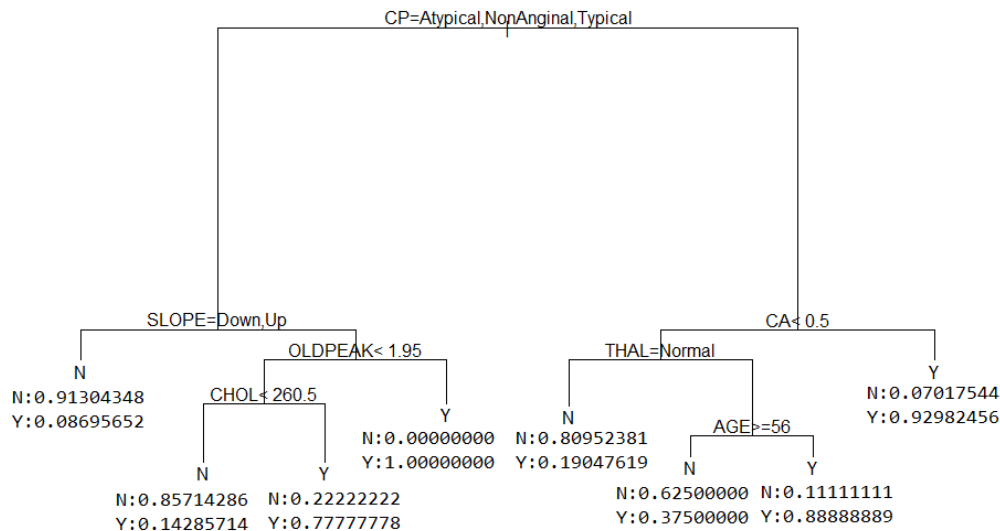 CP=Atypical,NonAnginal,Typical
SLOPE=Down,Up
CA< 0.5
OLDPEAK< 1.95
THAL=Normal
N
N:0.91304348
Y:0.08695652
Y
N:0.07017544
Y:0.92982456
CHOL< 260.5
Y
N:0.00000000
Y:1.00000000
N
N:0.80952381
Y:0.19047619
AGE>=56
N
N:0.85714286
Y:0.14285714
Y
N:0.22222222
Y:0.77777778
N
N:0.62500000
Y:0.37500000
Y
N:0.11111111
Y:0.88888889